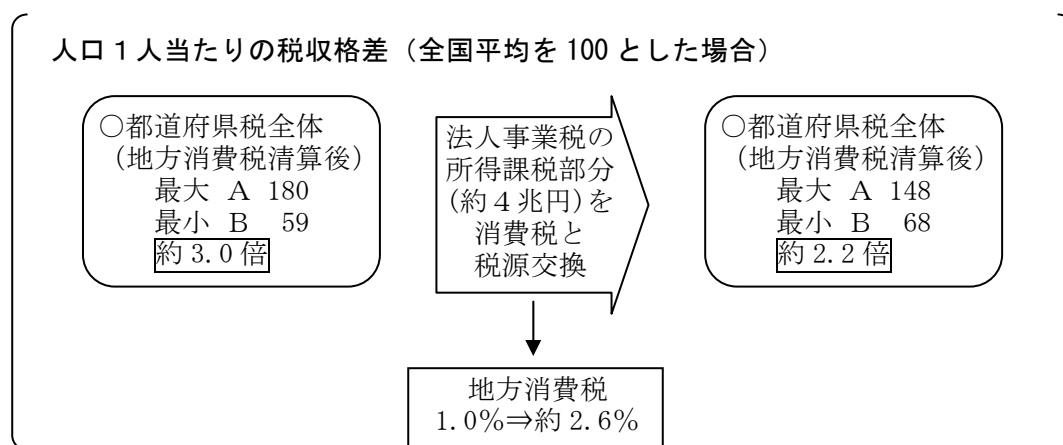 人口１人当たりの税収格差（全国平均を100とした場合）
○都道府県税全体
（地方消費税清算後）
最大 Ａ 180
最小 Ｂ 59
約3.0倍
法人事業税の
所得課税部分
(約４兆円)を
消費税と
税源交換
○都道府県税全体
（地方消費税清算後）
最大 Ａ 148
最小 Ｂ 68
約2.2倍
地方消費税
1.0％⇒約2.6％